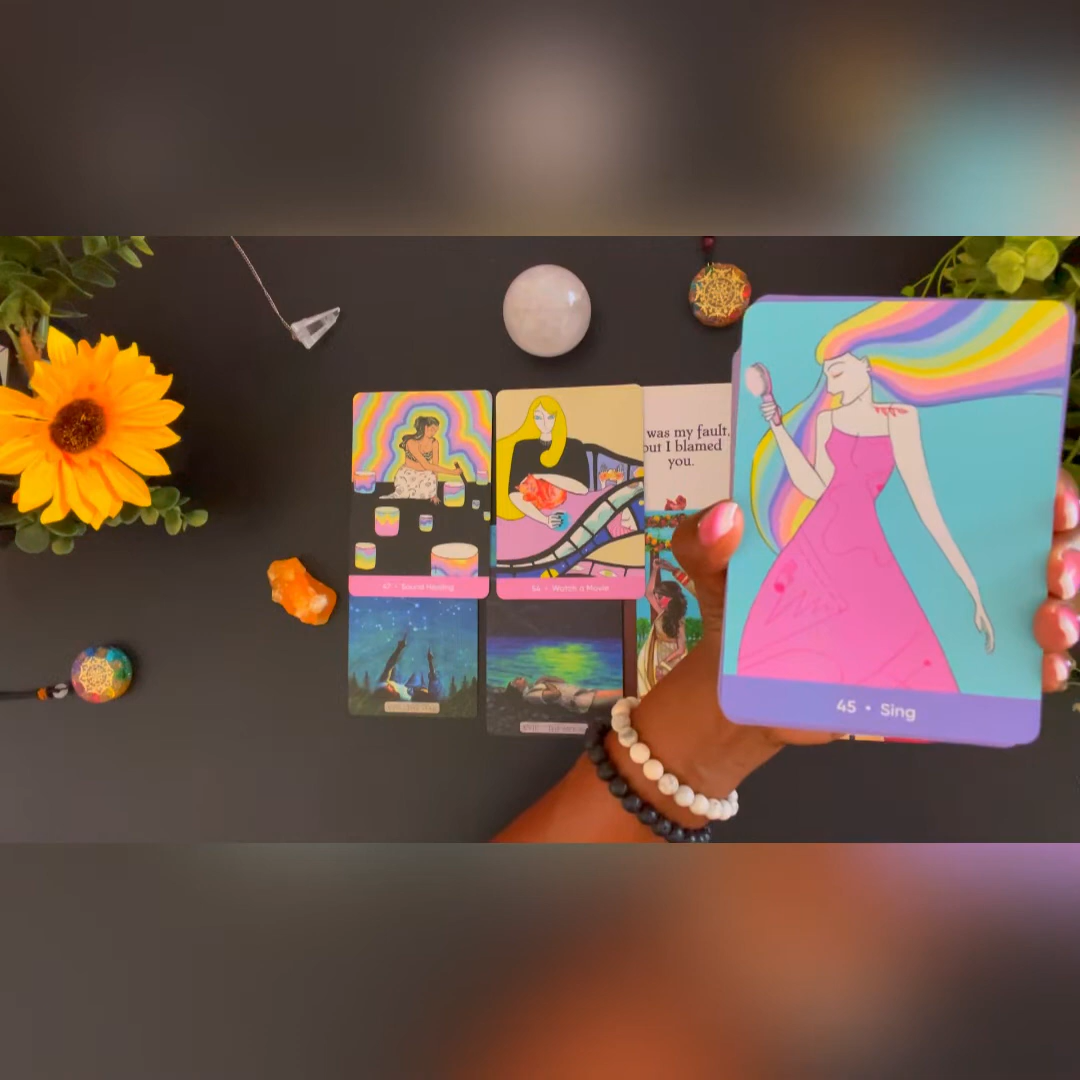 was my fault.
but I blamed
you.
47 • Sound Healing
54 • Watch a Movie
45 • Sing